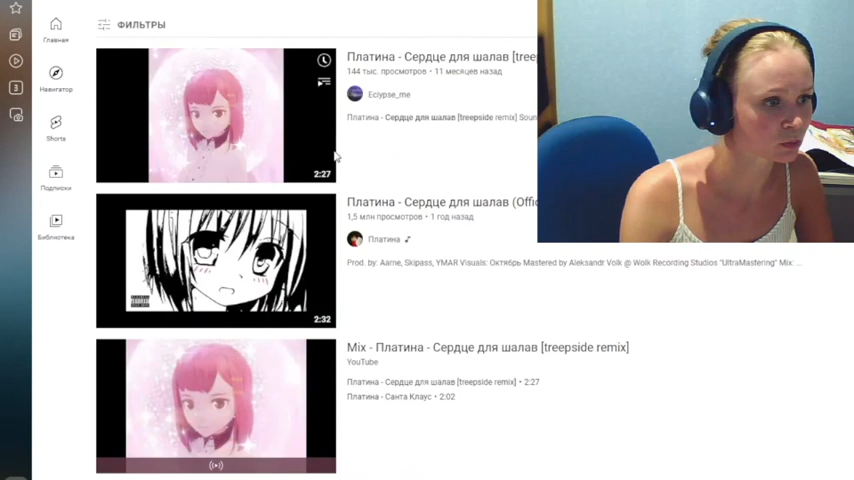 ФИЛЬТРЫ
Главная
Навигатор
Shorts
Подписки
Библиотека
3
2:27
Платина - Сердце для шалав [tree
144 тыс. просмотров • 11 месяцев назад
Eclypse_me
Платина - Сердце для шалав [treepside remix] Soun
2:32
Платина - Сердце для шалав (Offic
1,5 млн просмотров • 1 год назад
Платина ♪
Prod. by: Aarne, Skipass, YMAR Visuals: Октябрь Mastered by Aleksandr Volk @ Wolk Recording Studios "UltraMastering" Mix: ...
Mix - Платина - Сердце для шалав [treepside remix]
YouTube
Платина - Сердце для шалав [treepside remix] • 2:27
Платина - Санта Клаус • 2:02